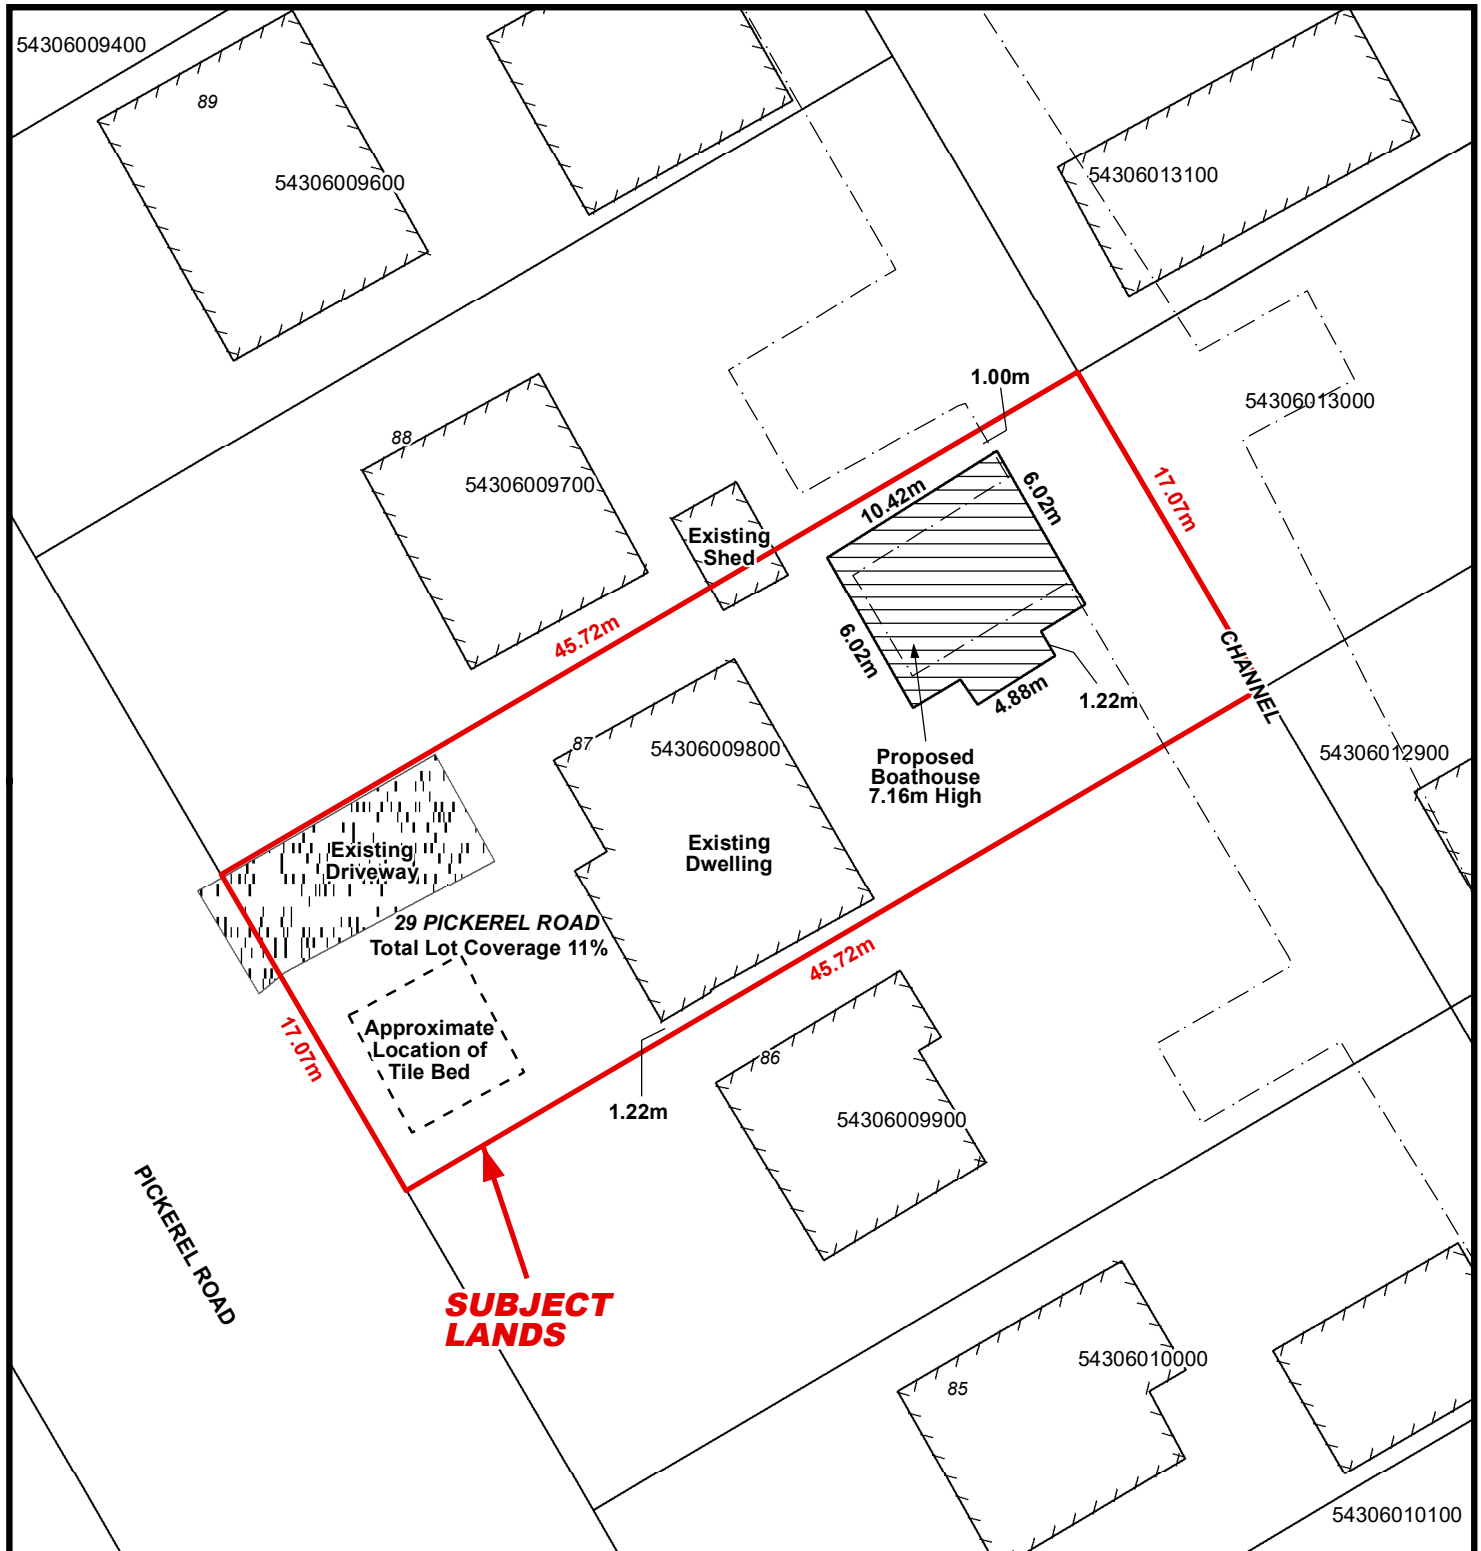 54306009400
89
54306009600
54306013100
1.00m
54306013000
88
54306009700
10.42m
6.02m
17.07m
Existing
Shed
45.72m
6.02m
CHANNEL
4.88m
1.22m
87
54306009800
Proposed
Boathouse
7.16m High
54306012900
Existing
Driveway
Existing
Dwelling
29 PICKEREL ROAD
Total Lot Coverage 11%
45.72m
17.07m
Approximate
Location of
Tile Bed
86
1.22m
54306009900
PICKEREL ROAD
SUBJECT
LANDS
54306010000
85
54306010100